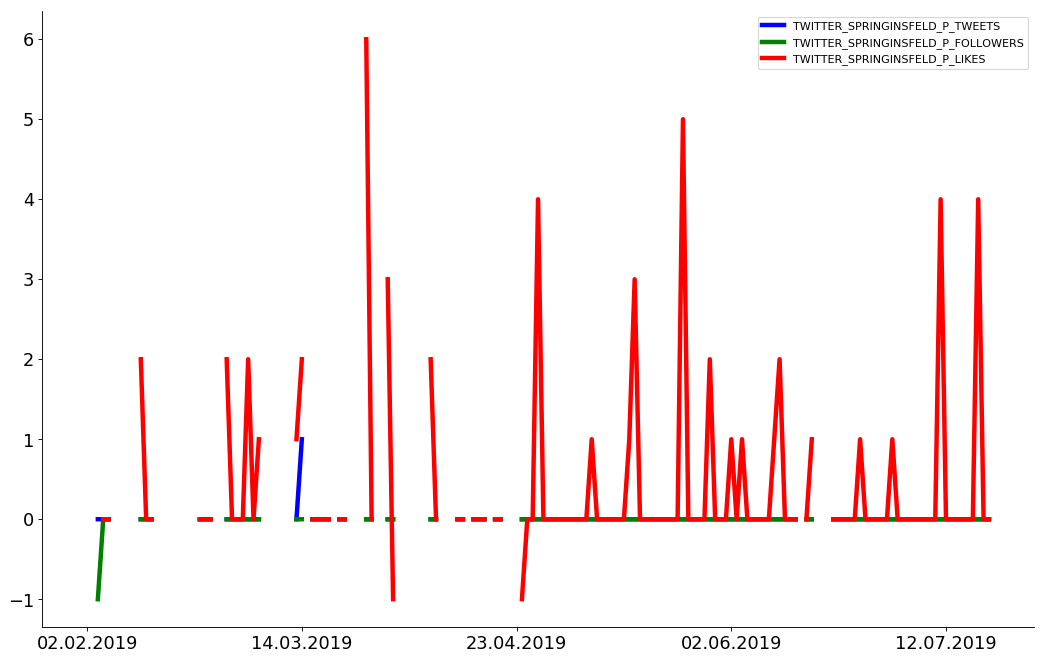 TWITTER_SPRINGINSFELD_P_TWEETS
TWITTER_SPRINGINSFELD_P_FOLLOWERS
TWITTER_SPRINGINSFELD_P_LIKES
6
5
4
3
2
1
0
−1
02.02.2019 14.03.2019 23.04.2019 02.06.2019 12.07.2019